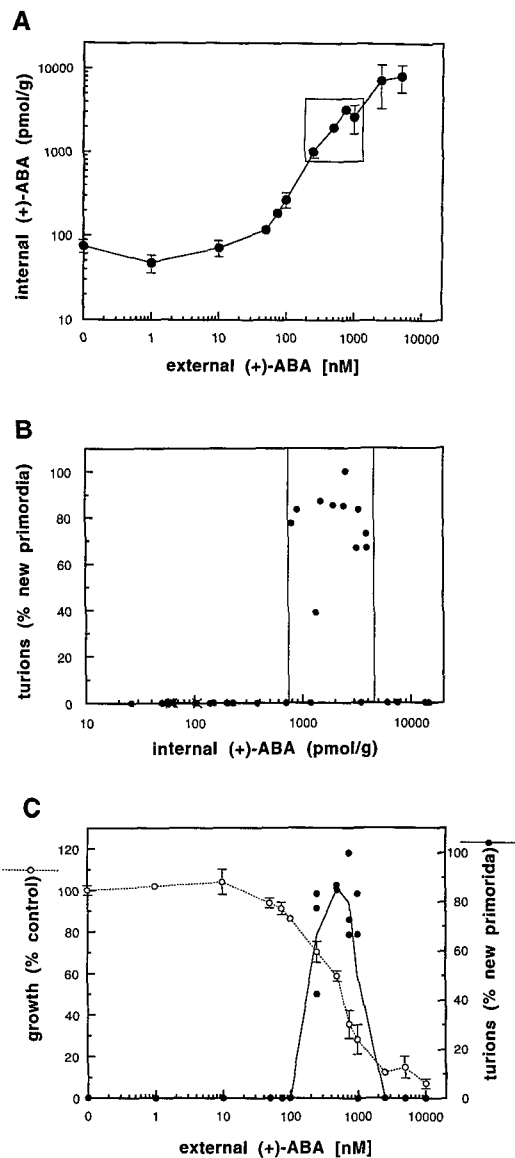 A
internal (+)-ABA (pmol/g)
10000
1000
100
10
0 1 10 100 1000 10000
external (+)-ABA [nM]
B
turions (% new primordia)
100
80
60
40
20
0
10 100 1000 10000
internal (+)-ABA (pmol/g)
C
growth (% control)
120
100
80
60
40
20
0
turions (% new primorida)
100
80
60
40
20
0
0 1 10 100 1000 10000
external (+)-ABA [nM]